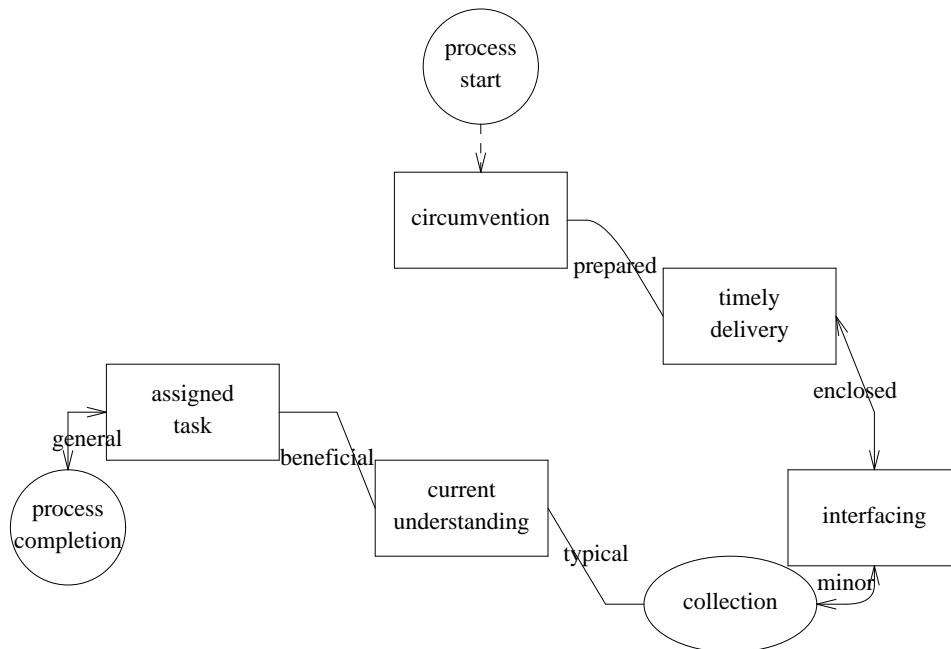 process
start
circumvention
prepared
timely
delivery
enclosed
assigned
task
general
beneficial
current
understanding
process
completion
interfacing
typical
minor
collection